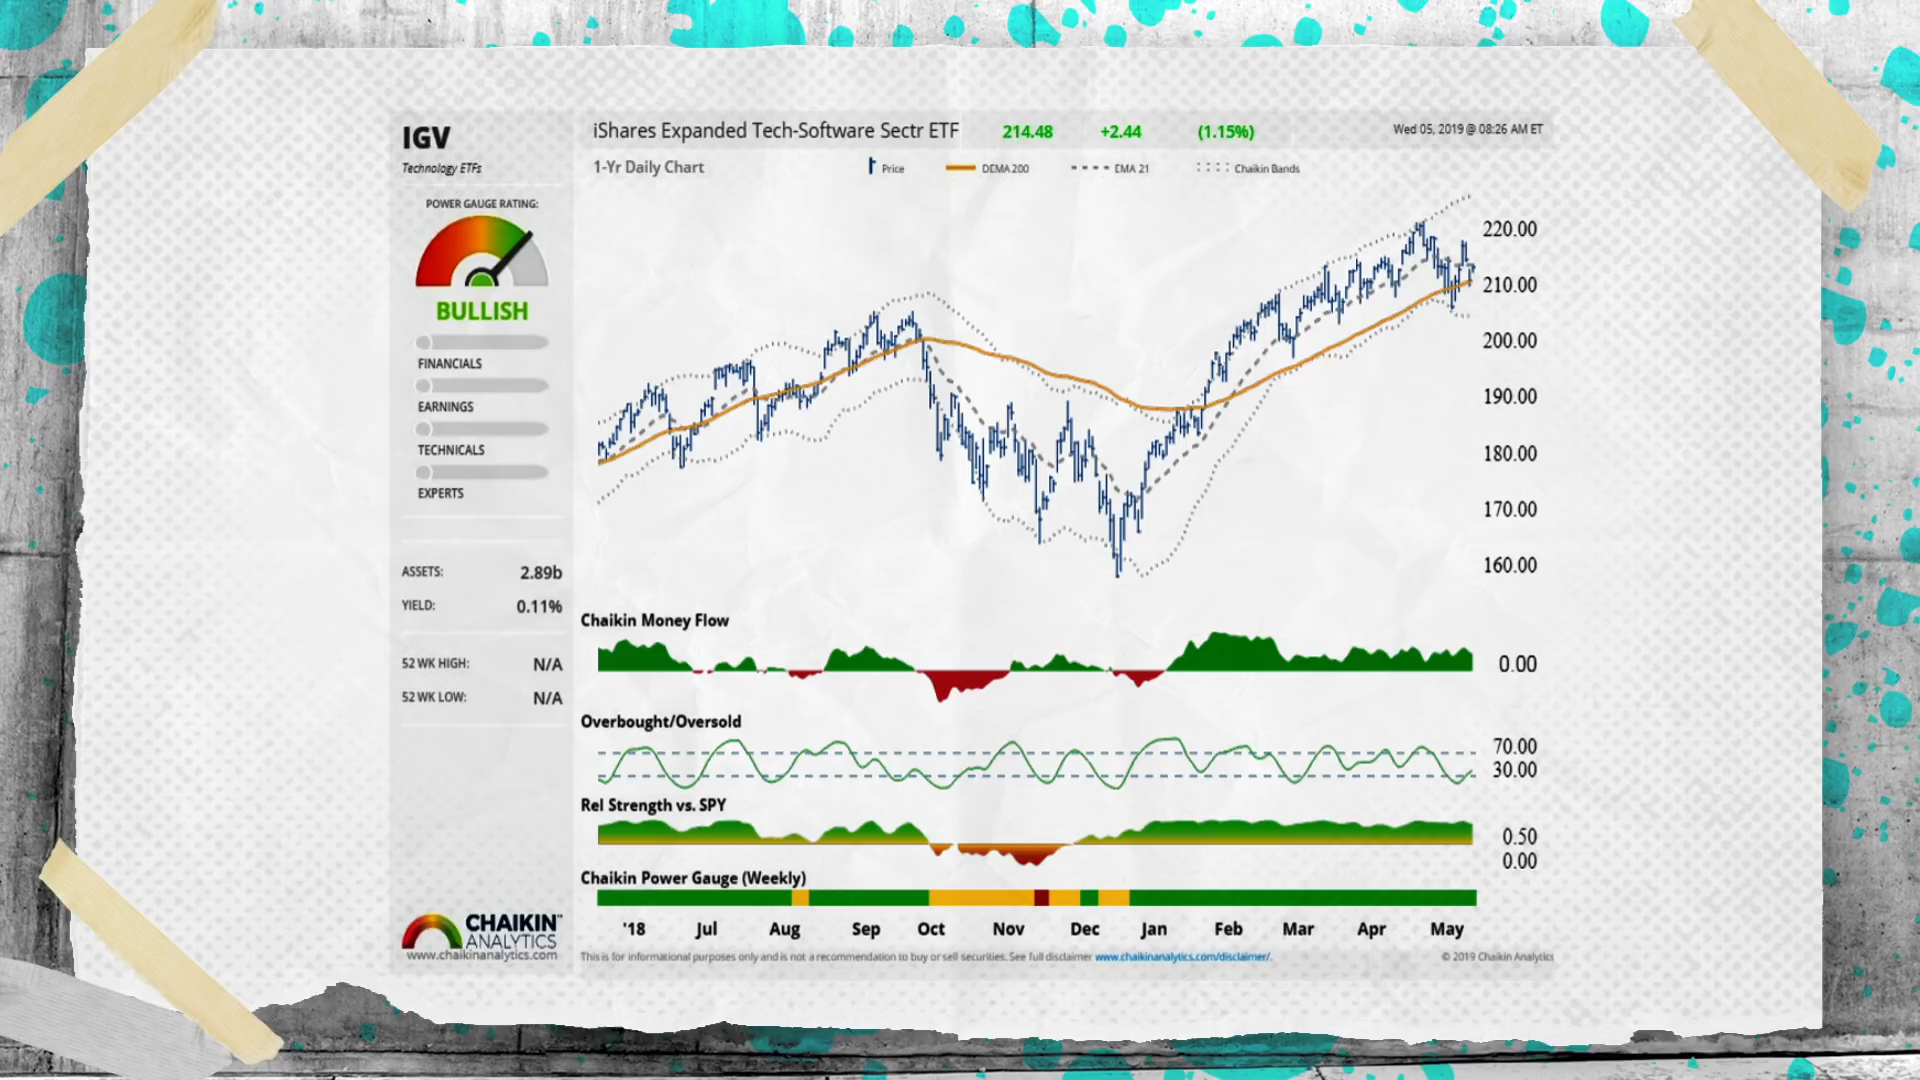 IGV
Technology ETFs
POWER GAUGE RATING:
BULLISH
FINANCIALS
EARNINGS
TECHNICALS
EXPERTS
ASSETS: 2.89b
YIELD: 0.11%
52 WK HIGH: N/A
52 WK LOW: N/A
CHAIKIN™
ANALYTICS
www.chaikinanalytics.com
iShares Expanded Tech-Software Sectr ETF 214.48 +2.44 (1.15%) Wed 05, 2019 @ 08:26 AM ET
1-Yr Daily Chart Price DEMA 200 EMA 21 Chaikin Bands
220.00
210.00
200.00
190.00
180.00
170.00
160.00
Chaikin Money Flow
0.00
Overbought/Oversold
70.00
30.00
Rel Strength vs. SPY
0.50
0.00
Chaikin Power Gauge (Weekly)
'18 Jul Aug Sep Oct Nov Dec Jan Feb Mar Apr May
This is for informational purposes only and is not a recommendation to buy or sell securities. See full disclaimer www.chaikinanalytics.com/disclaimer/. © 2019 Chaikin Analytics